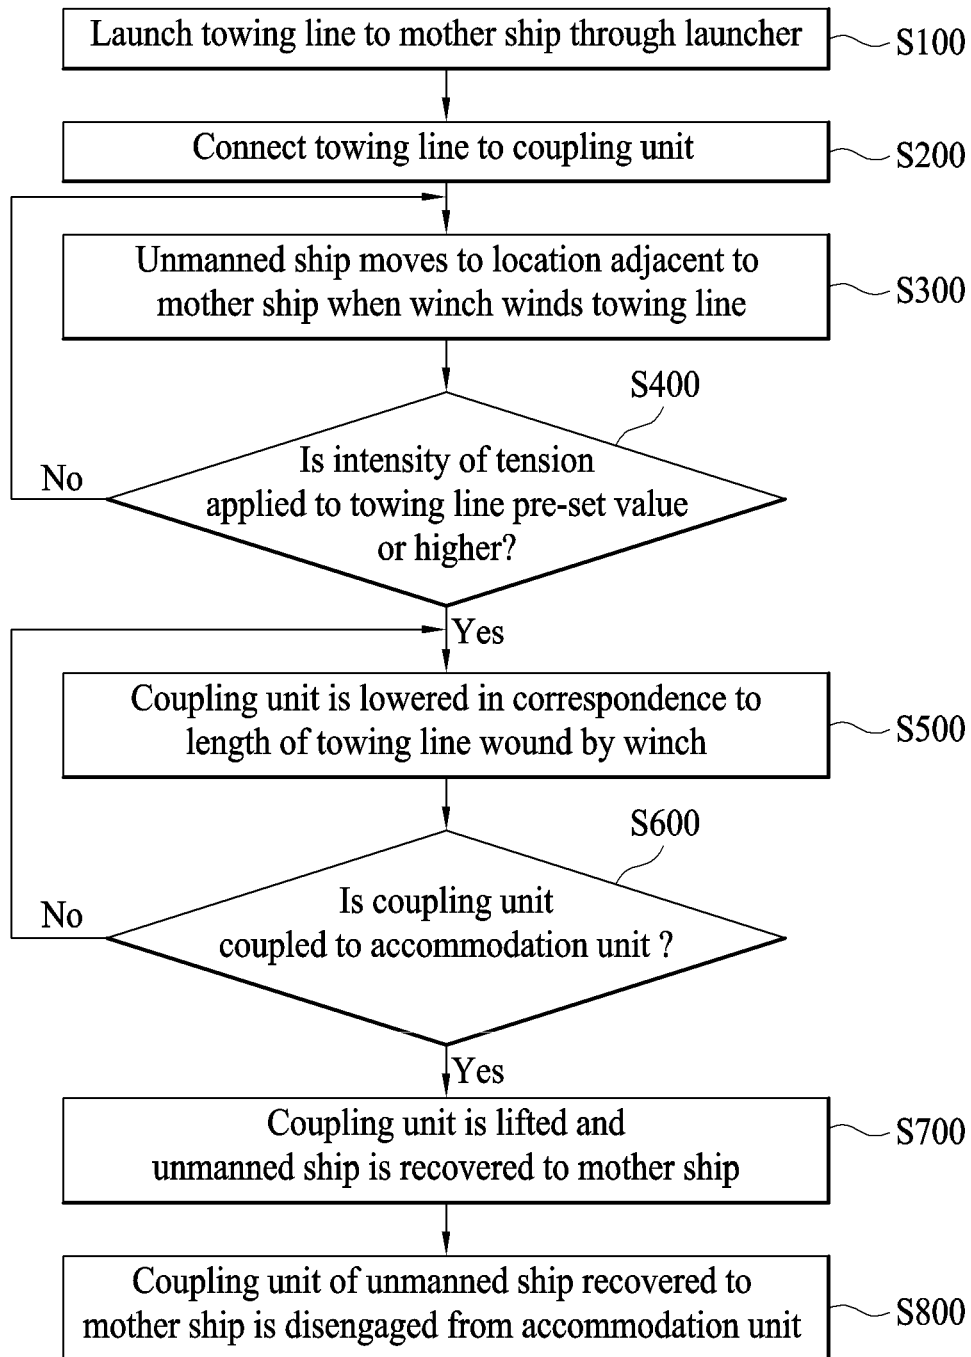 Launch towing line to mother ship through launcher
S100
Connect towing line to coupling unit
S200
Unmanned ship moves to location adjacent to
mother ship when winch winds towing line
S300
S400
Is intensity of tension
applied to towing line pre-set value
or higher?
No
Yes
Coupling unit is lowered in correspondence to
length of towing line wound by winch
S500
S600
Is coupling unit
coupled to accommodation unit ?
No
Yes
Coupling unit is lifted and
unmanned ship is recovered to mother ship
S700
Coupling unit of unmanned ship recovered to
mother ship is disengaged from accommodation unit
S800